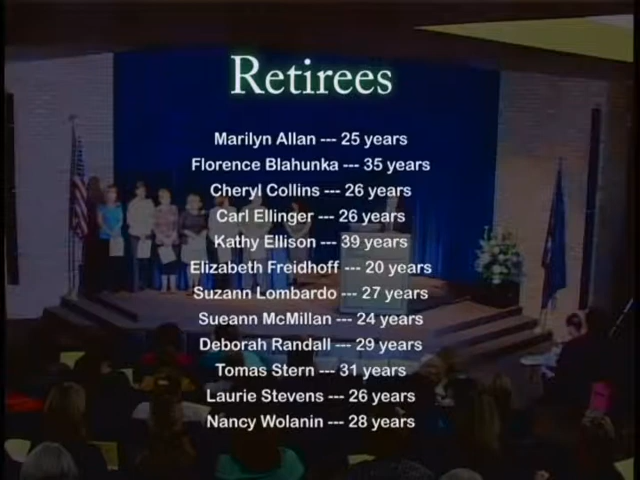 Retirees
Marilyn Allan --- 25 years
Florence Blahunka --- 35 years
Cheryl Collins --- 26 years
Carl Ellinger --- 26 years
Kathy Ellison --- 39 years
Elizabeth Freidhoff --- 20 years
Suzann Lombardo --- 27 years
Sueann McMillan --- 24 years
Deborah Randall --- 29 years
Tomas Stern --- 31 years
Laurie Stevens --- 26 years
Nancy Wolanin --- 28 years